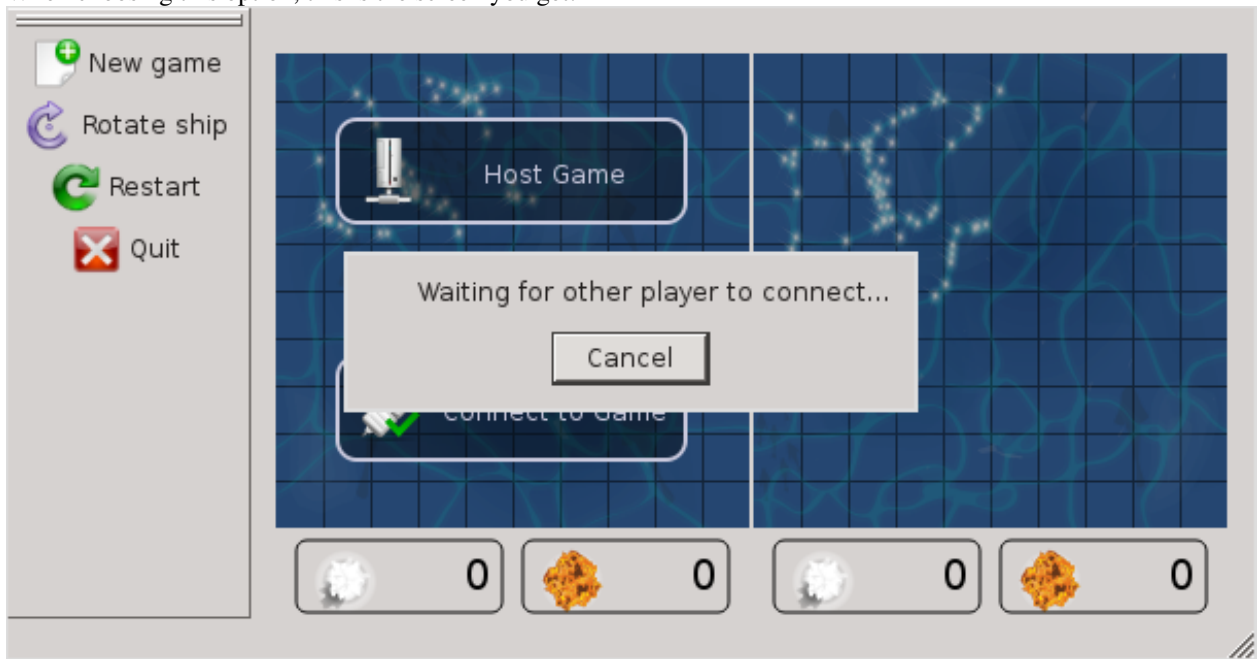 New game
Rotate ship
Restart
Quit
Host Game
Waiting for other player to connect...
Cancel
Connect to Game
0
0
0
0